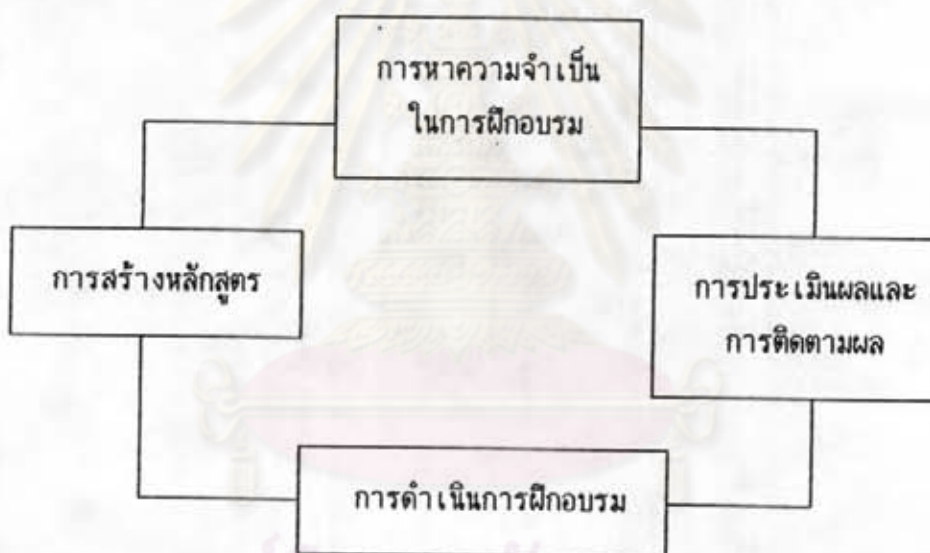 การหาความจำเป็น
ในการฝึกอบรม
การสร้างหลักสูตร
การประเมินผลและ
การติดตามผล
การดำเนินการฝึกอบรม